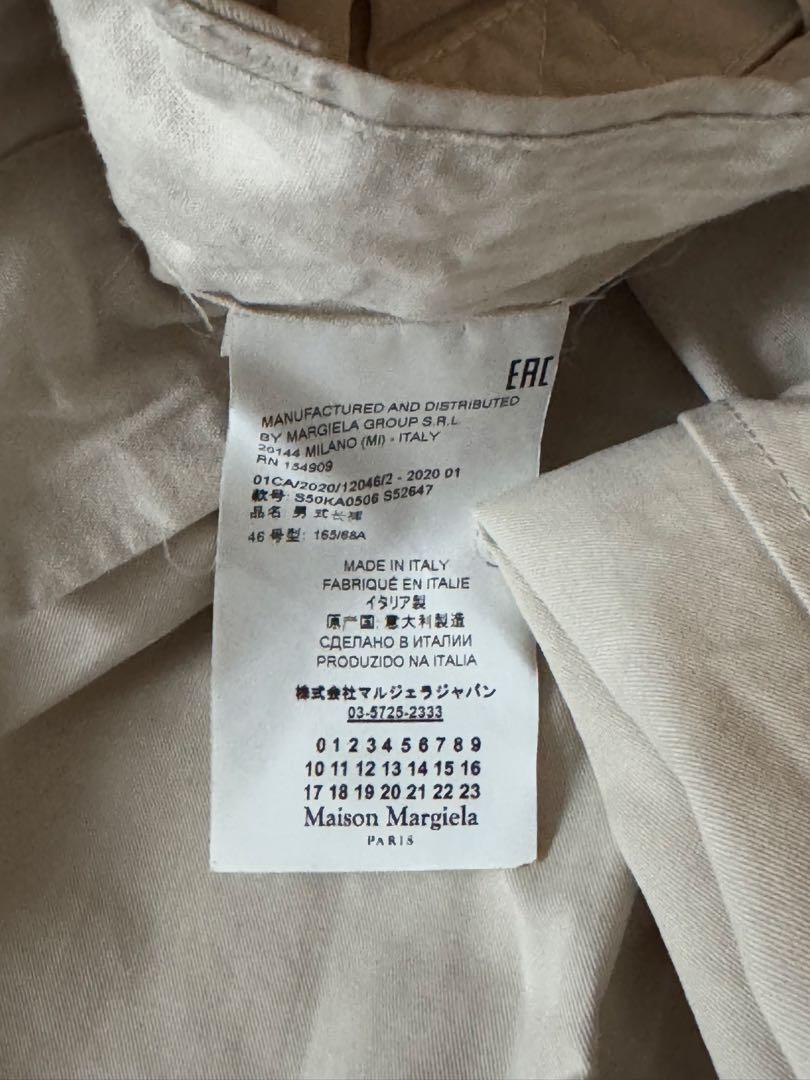 EAC
MANUFACTURED AND DISTRIBUTED
BY MARGIELA GROUP S.R.L
20144 MILANO (MI) - ITALY
RN 154909
01CA/2020/12046/2 - 2020 01
款号: S50KA0506 S52647
品名: 男式长裤
46 号型: 165/68A
MADE IN ITALY
FABRIQUÉ EN ITALIE
イタリア製
原产国: 意大利製造
СДЕЛАНО В ИТАЛИИ
PRODUZIDO NA ITALIA
株式会社マルジェラジャパン
03-5725-2333
0 1 2 3 4 5 6 7 8 9
10 11 12 13 14 15 16
17 18 19 20 21 22 23
Maison Margiela
PARIS